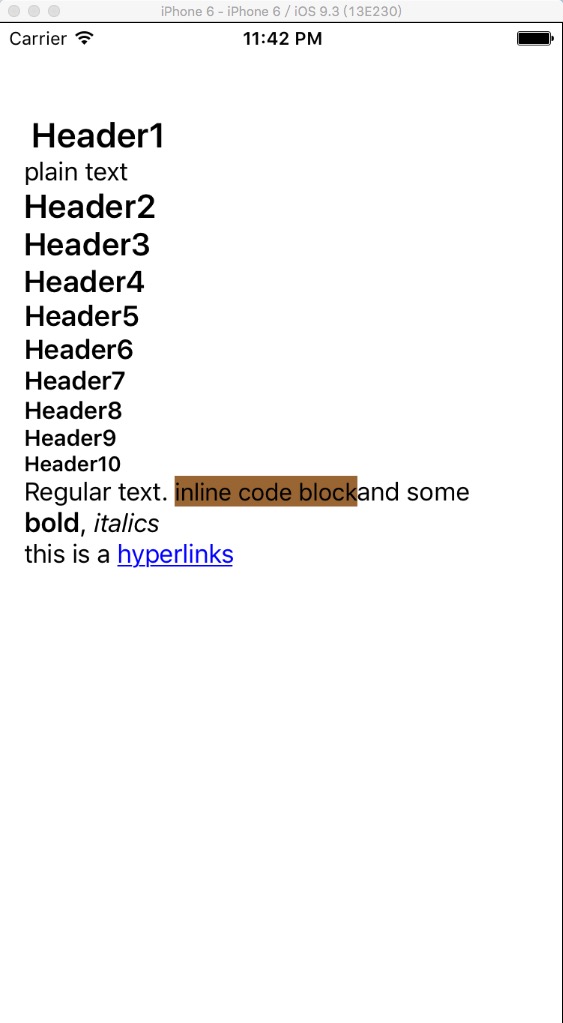 iPhone 6 - iPhone 6 / iOS 9.3 (13E230)
Carrier 11:42 PM
Header1
plain text
Header2
Header3
Header4
Header5
Header6
Header7
Header8
Header9
Header10
Regular text. inline code blockand some
bold, italics
this is a hyperlinks